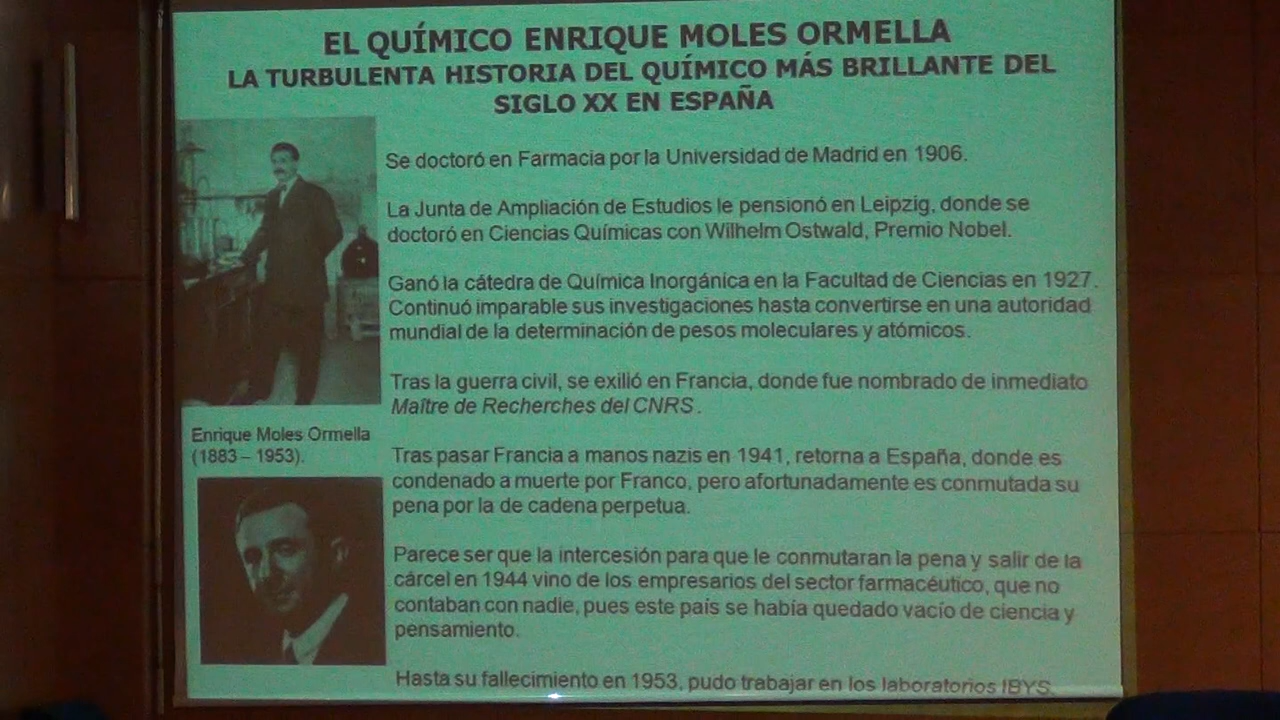 EL QUÍMICO ENRIQUE MOLES ORMELLA
LA TURBULENTA HISTORIA DEL QUÍMICO MÁS BRILLANTE DEL
SIGLO XX EN ESPAÑA
Se doctoró en Farmacia por la Universidad de Madrid en 1906.
La Junta de Ampliación de Estudios le pensionó en Leipzig, donde se
doctoró en Ciencias Químicas con Wilhelm Ostwald, Premio Nobel.
Ganó la cátedra de Química Inorgánica en la Facultad de Ciencias en 1927.
Continuó imparable sus investigaciones hasta convertirse en una autoridad
mundial de la determinación de pesos moleculares y atómicos.
Tras la guerra civil, se exilió en Francia, donde fue nombrado de inmediato
Maître de Recherches del CNRS.
Enrique Moles Ormella
(1883 – 1953).
Tras pasar Francia a manos nazis en 1941, retorna a España, donde es
condenado a muerte por Franco, pero afortunadamente es conmutada su
pena por la de cadena perpetua.
Parece ser que la intercesión para que le conmutaran la pena y salir de la
cárcel en 1944 vino de los empresarios del sector farmacéutico, que no
contaban con nadie, pues este país se había quedado vacío de ciencia y
pensamiento.
Hasta su fallecimiento en 1953, pudo trabajar en los laboratorios IBYS.